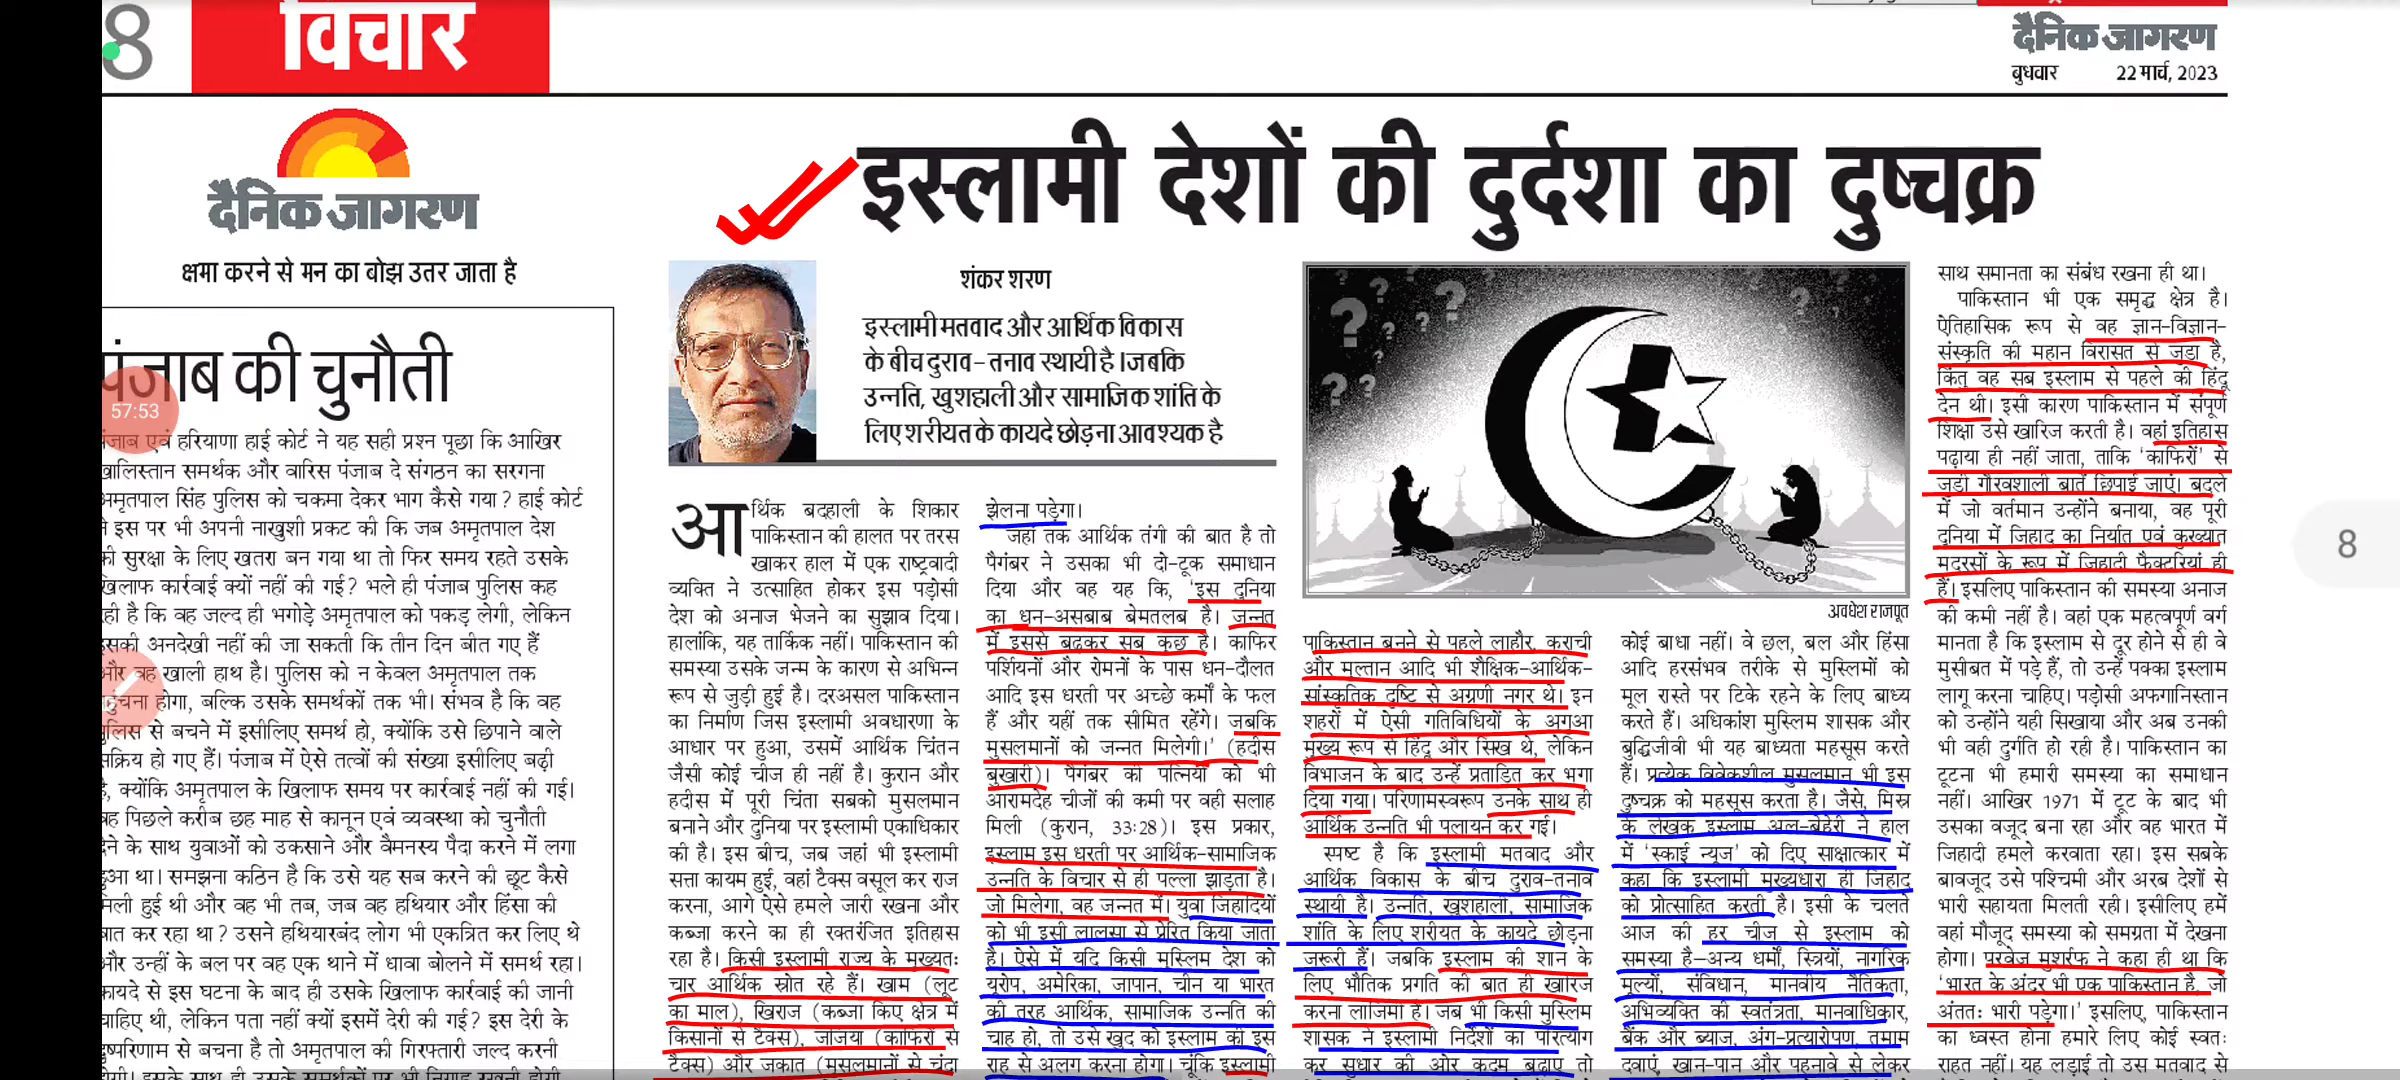 8
विचार
दैनिक जागरण
बुधवार 22 मार्च, 2023
दैनिक जागरण
क्षमा करने से मन का बोझ उतर जाता है
पंजाब की चुनौती
57:53
पंजाब एवं हरियाणा हाई कोर्ट ने यह सही प्रश्न पूछा कि आखिर
खालिस्तान समर्थक और वारिस पंजाब दे संगठन का सरगना
अमृतपाल सिंह पुलिस को चकमा देकर भाग कैसे गया? हाई कोर्ट
ने इस पर भी अपनी नाखुशी प्रकट की कि जब अमृतपाल देश
की सुरक्षा के लिए खतरा बन गया था तो फिर समय रहते उसके
खिलाफ कार्रवाई क्यों नहीं की गई? भले ही पंजाब पुलिस कह
रही है कि वह जल्द ही भगोड़े अमृतपाल को पकड़ लेगी, लेकिन
इसकी अनदेखी नहीं की जा सकती कि तीन दिन बीत गए हैं
और वह खाली हाथ है। पुलिस को न केवल अमृतपाल तक
पहुंचना होगा, बल्कि उसके समर्थकों तक भी। संभव है कि वह
पुलिस से बचने में इसीलिए समर्थ हो, क्योंकि उसे छिपाने वाले
सक्रिय हो गए हैं। पंजाब में ऐसे तत्वों की संख्या इसीलिए बढ़ी
है, क्योंकि अमृतपाल के खिलाफ समय पर कार्रवाई नहीं की गई।
वह पिछले करीब छह माह से कानून एवं व्यवस्था को चुनौती
देने के साथ युवाओं को उकसाने और वैमनस्य पैदा करने में लगा
हुआ था। समझना कठिन है कि उसे यह सब करने की छूट कैसे
मिली हुई थी और वह भी तब, जब वह हथियार और हिंसा की
बात कर रहा था? उसने हथियारबंद लोग भी एकत्रित कर लिए थे
और उन्हीं के बल पर वह एक थाने में धावा बोलने में समर्थ रहा।
कायदे से इस घटना के बाद ही उसके खिलाफ कार्रवाई की जानी
चाहिए थी, लेकिन पता नहीं क्यों इसमें देरी की गई? इस देरी के
दुष्परिणाम से बचना है तो अमृतपाल की गिरफ्तारी जल्द करनी
होगी। इसके साथ ही उसके समर्थकों पर भी निगाह रखनी होगी
इस्लामी देशों की दुर्दशा का दुष्चक्र
शंकर शरण
इस्लामी मतवाद और आर्थिक विकास
के बीच दुराव-तनाव स्थायी है। जबकि
उन्नति, खुशहाली और सामाजिक शांति के
लिए शरीयत के कायदे छोड़ना आवश्यक है
आर्थिक बदहाली के शिकार
पाकिस्तान की हालत पर तरस
खाकर हाल में एक राष्ट्रवादी
व्यक्ति ने उत्साहित होकर इस पड़ोसी
देश को अनाज भेजने का सुझाव दिया।
हालांकि, यह तार्किक नहीं। पाकिस्तान की
समस्या उसके जन्म के कारण से अभिन्न
रूप से जुड़ी हुई है। दरअसल पाकिस्तान
का निर्माण जिस इस्लामी अवधारणा के
आधार पर हुआ, उसमें आर्थिक चिंतन
जैसी कोई चीज ही नहीं है। कुरान और
हदीस में पूरी चिंता सबको मुसलमान
बनाने और दुनिया पर इस्लामी एकाधिकार
की है। इस बीच, जब जहां भी इस्लामी
सत्ता कायम हुई, वहां टैक्स वसूल कर राज
करना, आगे ऐसे हमले जारी रखना और
कब्जा करने का ही रक्तरंजित इतिहास
रहा है। किसी इस्लामी राज्य के मुख्यतः
चार आर्थिक स्रोत रहे हैं। खाम (लूट
का माल), खिराज (कब्जा किए क्षेत्र में
किसानों से टैक्स), जजिया (काफिरों से
टैक्स) और जकात (मुसलमानों से चंदा
झेलना पड़ेगा।
जहां तक आर्थिक तंगी की बात है तो
पैगंबर ने उसका भी दो-टूक समाधान
दिया और वह यह कि, 'इस दुनिया
का धन-असबाब बेमतलब है। जन्नत
में इससे बढ़कर सब कुछ है। काफिर
पर्शियनों और रोमनों के पास धन-दौलत
आदि इस धरती पर अच्छे कर्मों के फल
हैं और यहीं तक सीमित रहेंगे। जबकि
मुसलमानों को जन्नत मिलेगी।' (हदीस
बुखारी)। पैगंबर की पत्नियों को भी
आरामदेह चीजों की कमी पर वही सलाह
मिली (कुरान, 33:28)। इस प्रकार,
इस्लाम इस धरती पर आर्थिक-सामाजिक
उन्नति के विचार से ही पल्ला झाड़ता है।
जो मिलेगा, वह जन्नत में। युवा जिहादियों
को भी इसी लालसा से प्रेरित किया जाता
है। ऐसे में यदि किसी मुस्लिम देश को
यूरोप, अमेरिका, जापान, चीन या भारत
की तरह आर्थिक, सामाजिक उन्नति की
चाह हो, तो उसे खुद को इस्लाम की इस
राह से अलग करना होगा। चूंकि इस्लामी
अवधेश राजपूत
पाकिस्तान बनने से पहले लाहौर, कराची
और मुल्तान आदि भी शैक्षिक-आर्थिक-
सांस्कृतिक दृष्टि से अग्रणी नगर थे। इन
शहरों में ऐसी गतिविधियों के अगुआ
मुख्य रूप से हिंदू और सिख थे, लेकिन
विभाजन के बाद उन्हें प्रताड़ित कर भगा
दिया गया। परिणामस्वरूप उनके साथ ही
आर्थिक उन्नति भी पलायन कर गई।
स्पष्ट है कि इस्लामी मतवाद और
आर्थिक विकास के बीच दुराव-तनाव
स्थायी है। उन्नति, खुशहाली, सामाजिक
शांति के लिए शरीयत के कायदे छोड़ना
जरूरी हैं। जबकि इस्लाम की शान के
लिए भौतिक प्रगति की बात ही खारिज
करना लाजिमी है। जब भी किसी मुस्लिम
शासक ने इस्लामी निर्देशों का परित्याग
कर सुधार की ओर कदम बढ़ाए तो
कोई बाधा नहीं। वे छल, बल और हिंसा
आदि हरसंभव तरीके से मुस्लिमों को
मूल रास्ते पर टिके रहने के लिए बाध्य
करते हैं। अधिकांश मुस्लिम शासक और
बुद्धिजीवी भी यह बाध्यता महसूस करते
हैं। प्रत्येक विवेकशील मुसलमान भी इस
दुष्चक्र को महसूस करता है। जैसे, मिस्र
के लेखक इस्लाम अल-बेहेरी ने हाल
में 'स्काई न्यूज' को दिए साक्षात्कार में
कहा कि इस्लामी मुख्यधारा ही जिहाद
को प्रोत्साहित करती है। इसी के चलते
आज की हर चीज से इस्लाम को
समस्या है-अन्य धर्मों, स्त्रियों, नागरिक
मूल्यों, संविधान, मानवीय नैतिकता,
अभिव्यक्ति की स्वतंत्रता, मानवाधिकार,
बैंक और ब्याज, अंग-प्रत्यारोपण, तमाम
दवाएं, खान-पान और पहनावे से लेकर
साथ समानता का संबंध रखना ही था।
पाकिस्तान भी एक समृद्ध क्षेत्र है।
ऐतिहासिक रूप से वह ज्ञान-विज्ञान-
संस्कृति की महान विरासत से जुड़ा है,
किंतु वह सब इस्लाम से पहले की हिंदू
देन थी। इसी कारण पाकिस्तान में संपूर्ण
शिक्षा उसे खारिज करती है। वहां इतिहास
पढ़ाया ही नहीं जाता, ताकि 'काफिरों' से
जुड़ी गौरवशाली बातें छिपाई जाएं। बदले
में जो वर्तमान उन्होंने बनाया, वह पूरी
दुनिया में जिहाद का निर्यात एवं कुख्यात
मदरसों के रूप में जिहादी फैक्टरियां ही
हैं। इसलिए पाकिस्तान की समस्या अनाज
की कमी नहीं है। वहां एक महत्वपूर्ण वर्ग
मानता है कि इस्लाम से दूर होने से ही वे
मुसीबत में पड़े हैं, तो उन्हें पक्का इस्लाम
लागू करना चाहिए। पड़ोसी अफगानिस्तान
को उन्होंने यही सिखाया और अब उनकी
भी वही दुर्गति हो रही है। पाकिस्तान का
टूटना भी हमारी समस्या का समाधान
नहीं। आखिर 1971 में टूट के बाद भी
उसका वजूद बना रहा और वह भारत में
जिहादी हमले करवाता रहा। इस सबके
बावजूद उसे पश्चिमी और अरब देशों से
भारी सहायता मिलती रही। इसीलिए हमें
वहां मौजूद समस्या को समग्रता में देखना
होगा। परवेज मुशर्रफ ने कहा ही था कि
'भारत के अंदर भी एक पाकिस्तान है, जो
अंततः भारी पड़ेगा।' इसलिए, पाकिस्तान
का ध्वस्त होना हमारे लिए कोई स्वतः
राहत नहीं। यह लड़ाई तो उस मतवाद से
8